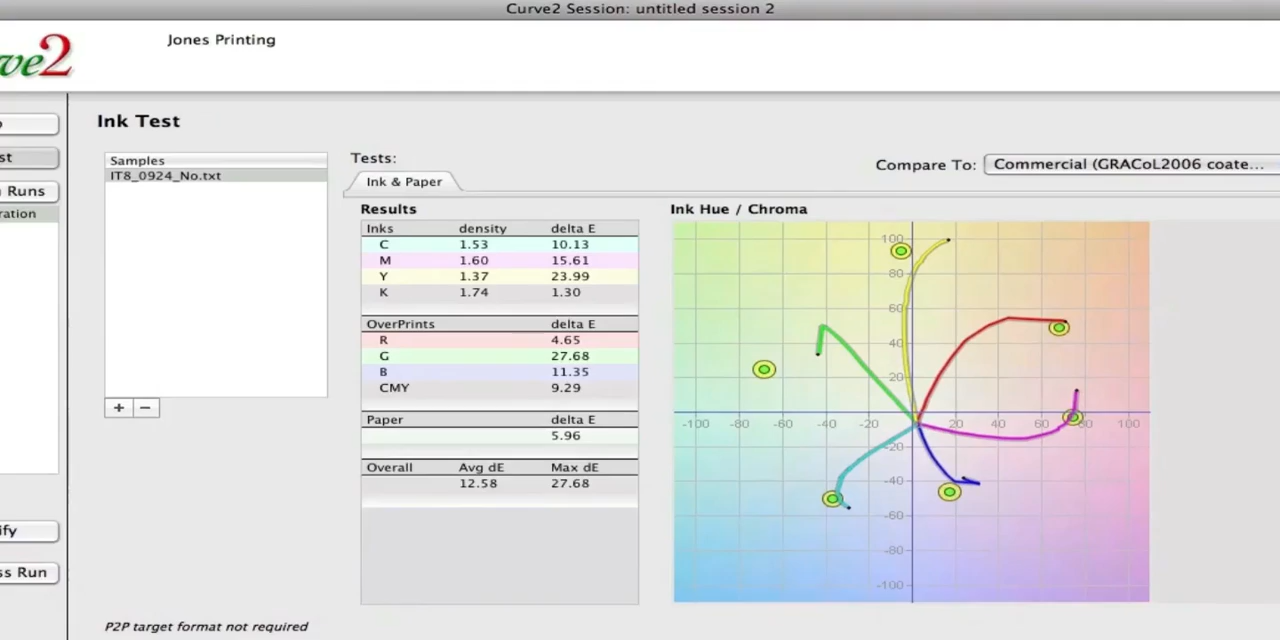 Curve2 Session: untitled session 2
ve2
Jones Printing
Ink Test
st
Runs
ration
ify
ss Run
Samples
IT8_0924_No.txt
+ −
Tests:
Ink & Paper
Compare To: Commercial (GRACoL2006 coate...
Results
Inks density delta E
C 1.53 10.13
M 1.60 15.61
Y 1.37 23.99
K 1.74 1.30
OverPrints delta E
R 4.65
G 27.68
B 11.35
CMY 9.29
Paper delta E
5.96
Overall Avg dE Max dE
12.58 27.68
Ink Hue / Chroma
100
80
60
40
20
-100 -80 -60 -40 -20 20 40 60 80 100
-20
-40
-60
-80
-100
P2P target format not required